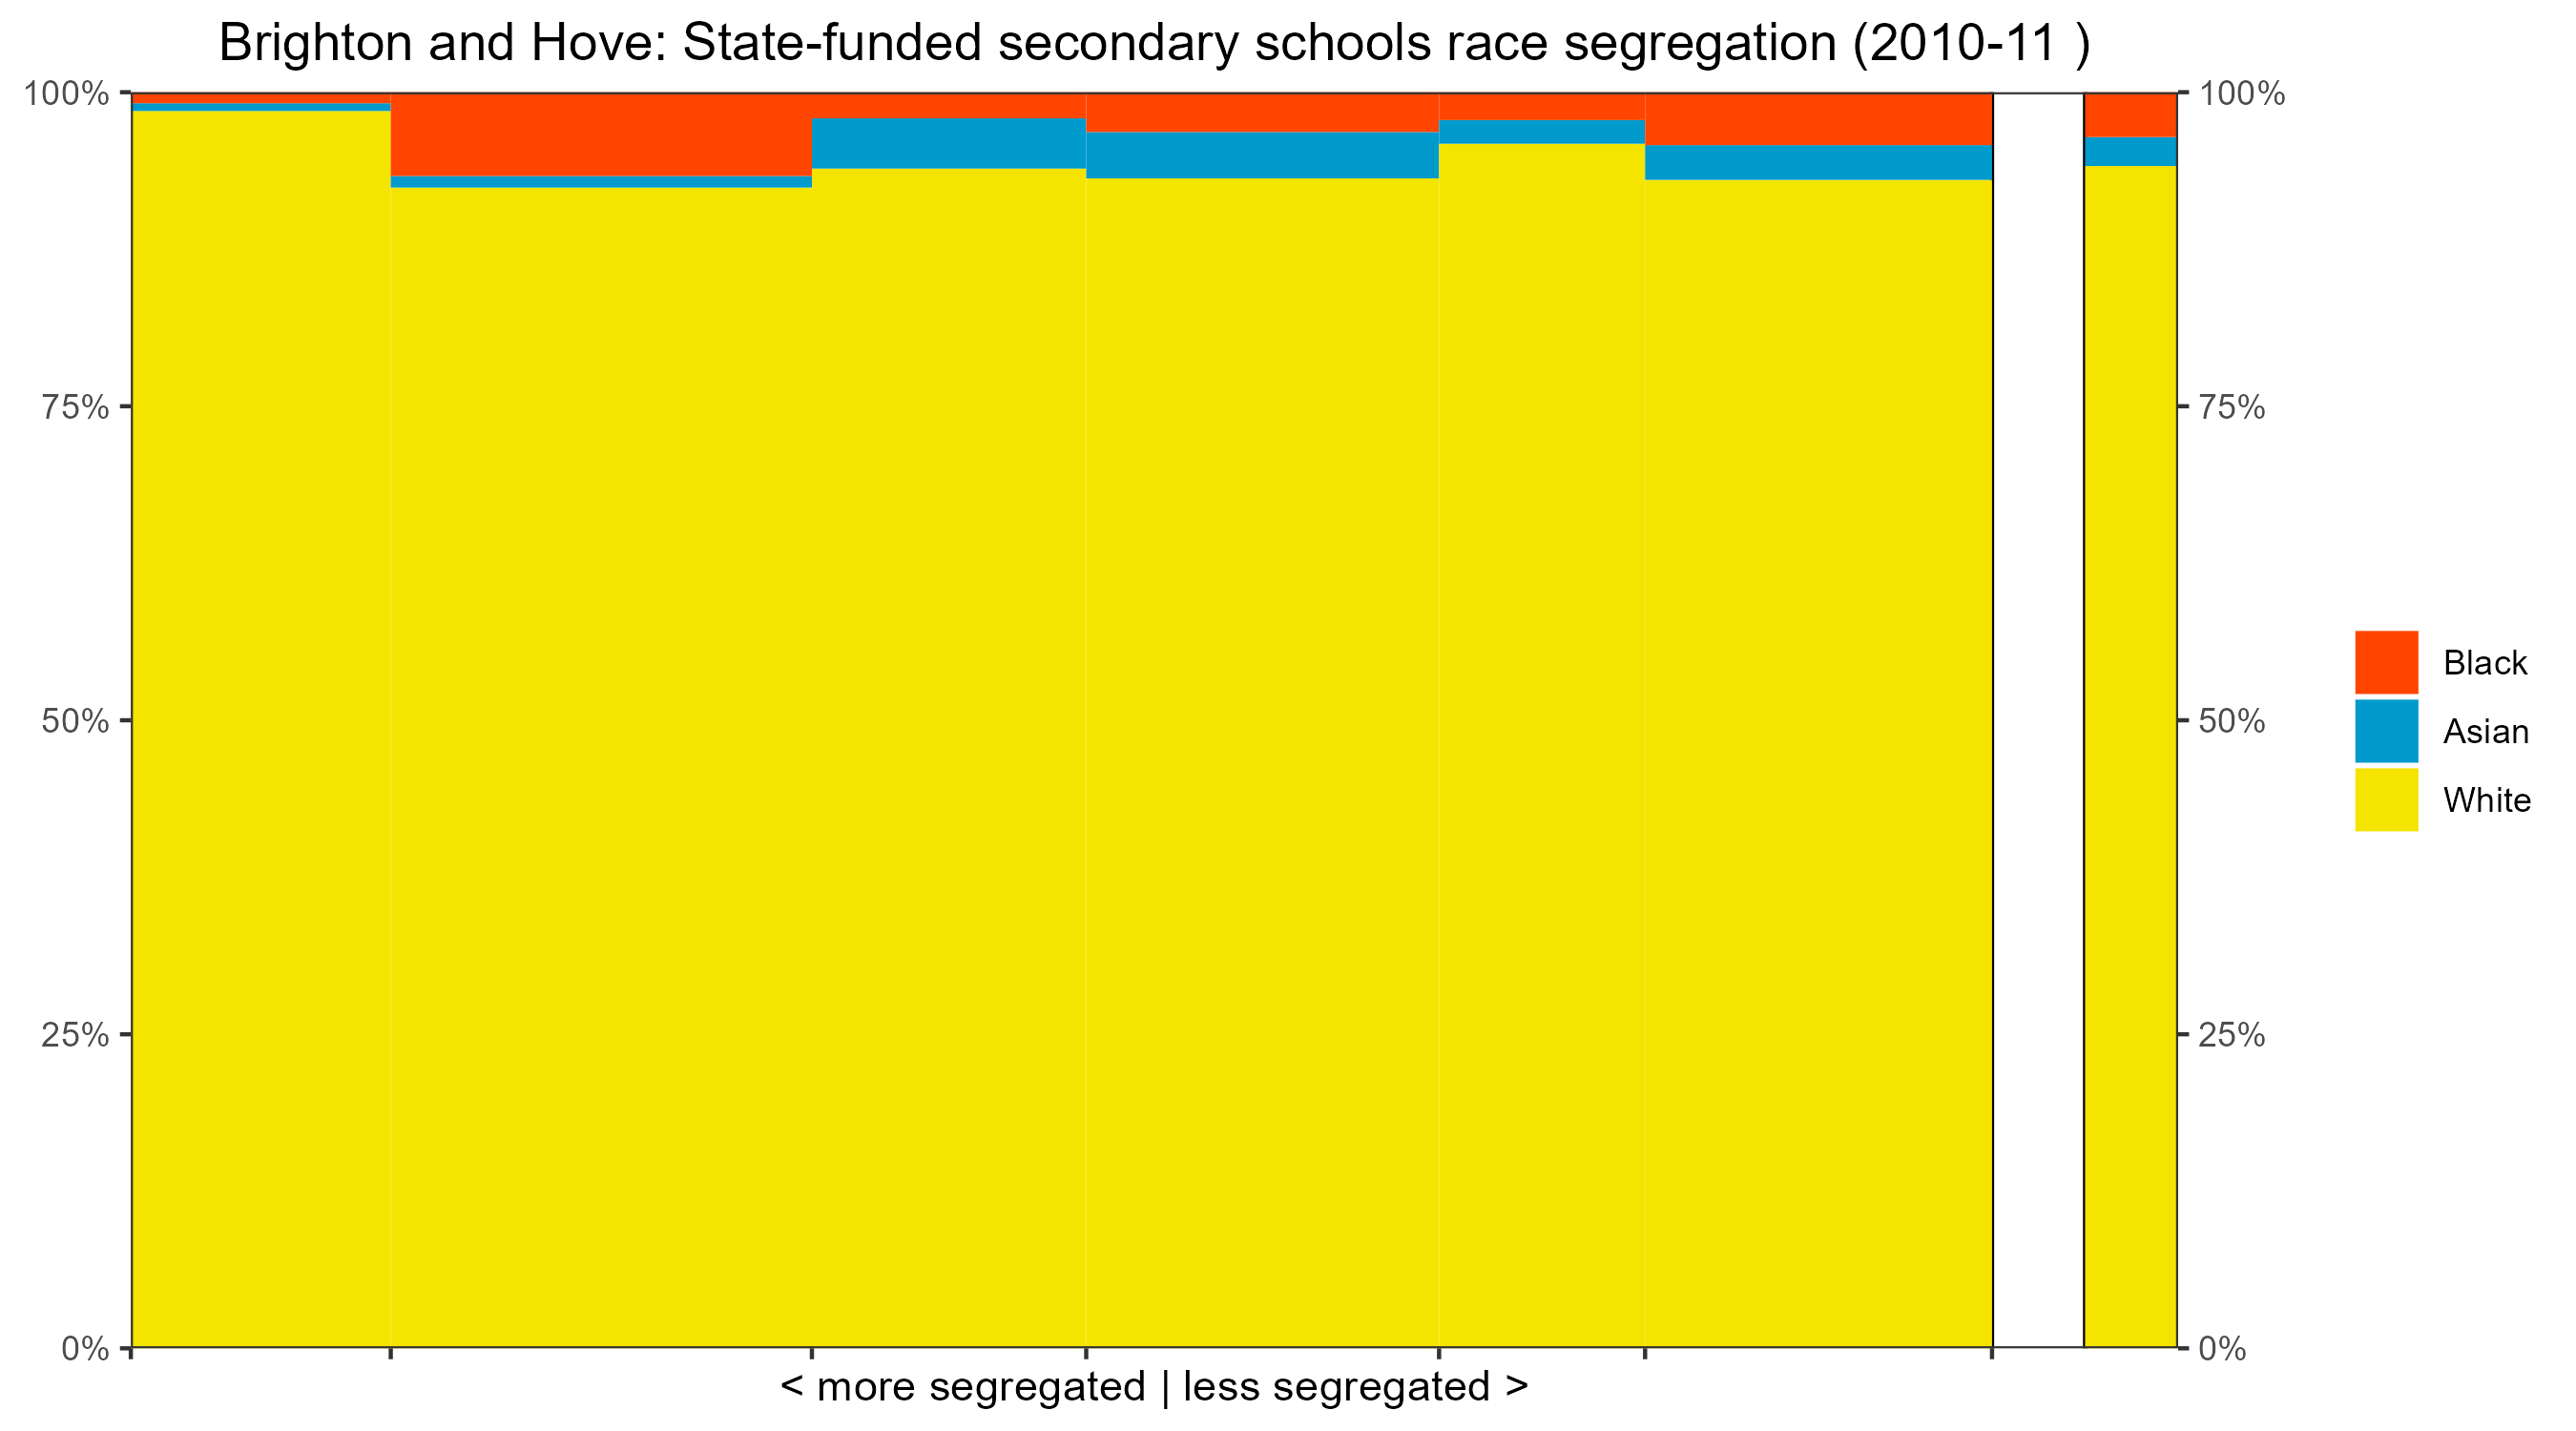 Brighton and Hove: State-funded secondary schools race segregation (2010-11 )
100%
75%
50%
25%
0%
100%
75%
50%
25%
0%
Black
Asian
White
< more segregated | less segregated >